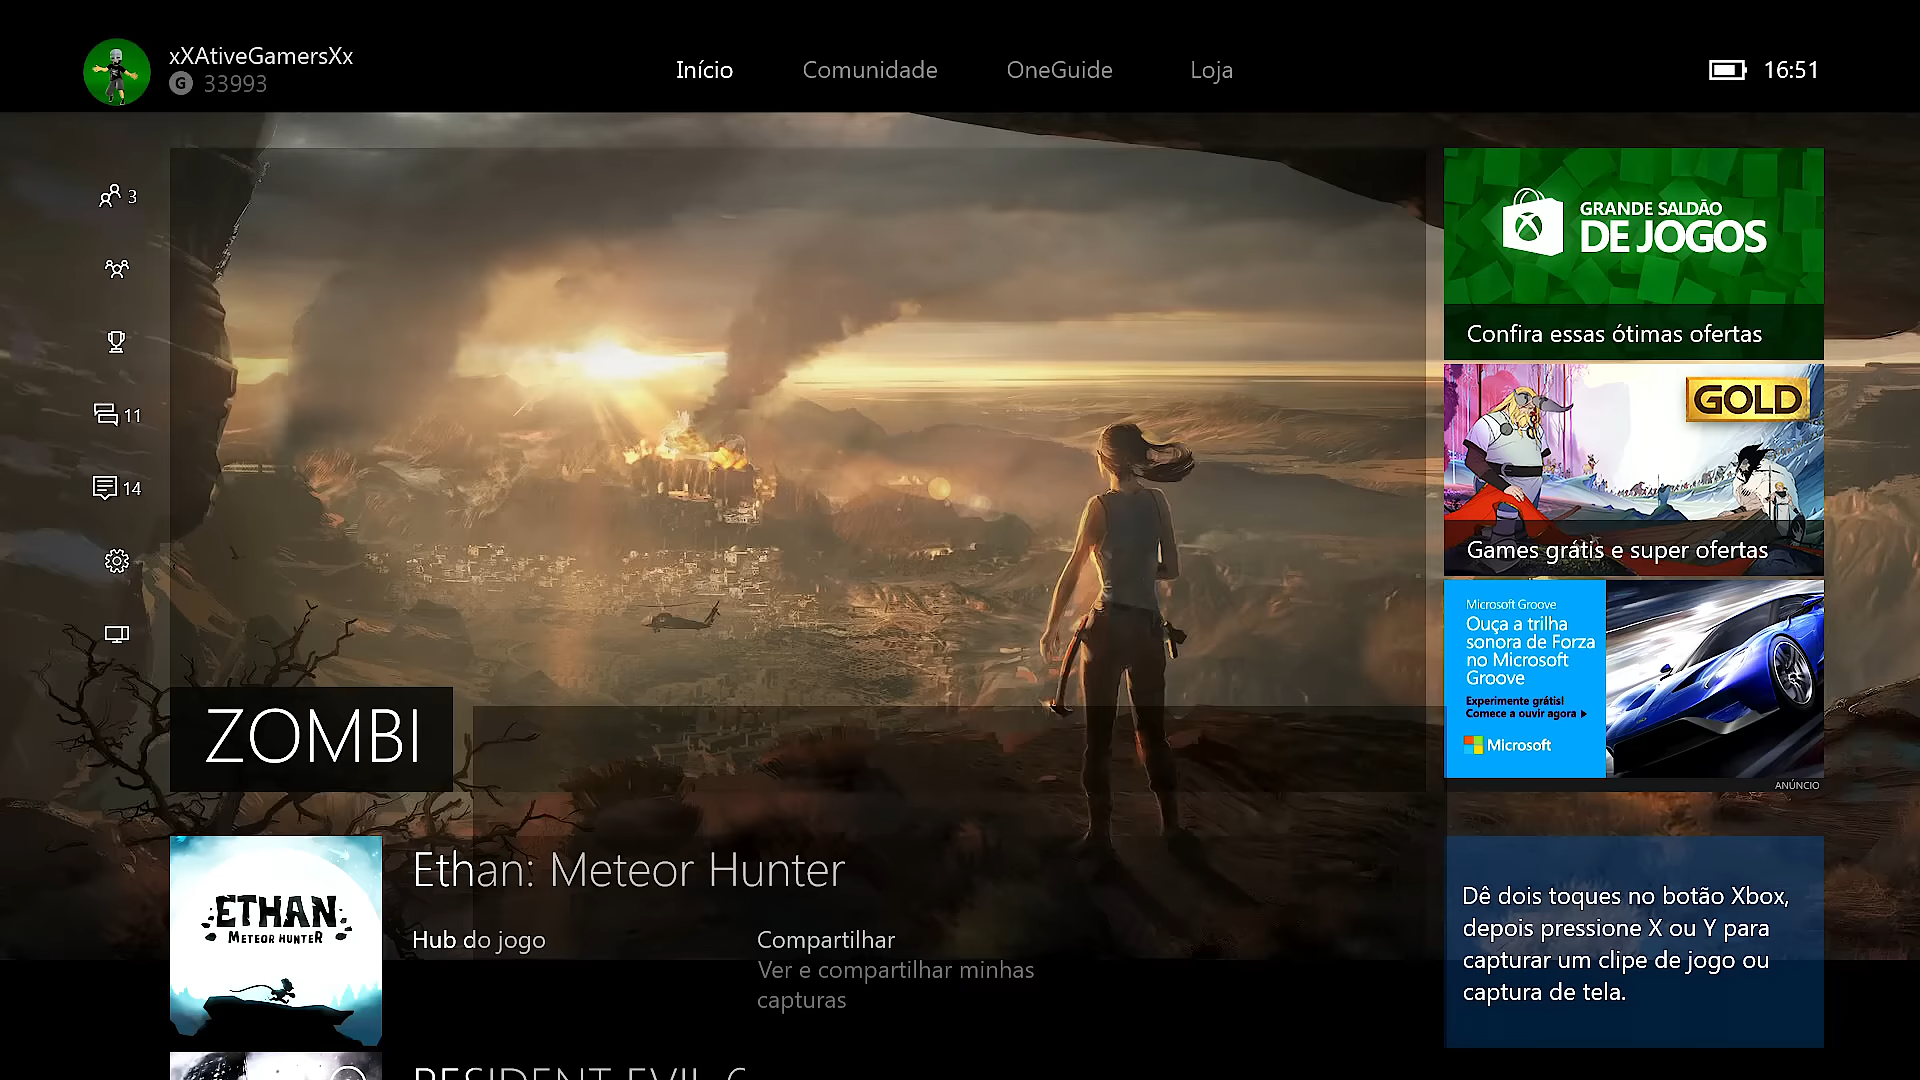 xXAtiveGamersXx
G 33993
Início
Comunidade
OneGuide
Loja
16:51
3
11
14
ZOMBI
GRANDE SALDÃO
DE JOGOS
Confira essas ótimas ofertas
GOLD
Games grátis e super ofertas
Microsoft Groove
Ouça a trilha
sonora de Forza
no Microsoft
Groove
Experimente grátis!
Comece a ouvir agora
Microsoft
ANÚNCIO
ETHAN
METEOR HUNTER
Ethan: Meteor Hunter
Hub do jogo
Compartilhar
Ver e compartilhar minhas
capturas
Dê dois toques no botão Xbox,
depois pressione X ou Y para
capturar um clipe de jogo ou
captura de tela.
RESIDENT EVIL 6